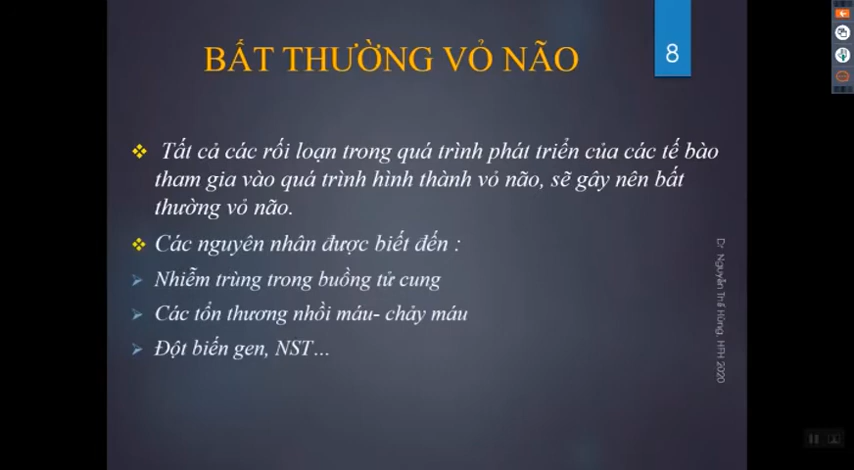 BẤT THƯỜNG VỎ NÃO
8
Tất cả các rối loạn trong quá trình phát triển của các tế bào
tham gia vào quá trình hình thành vỏ não, sẽ gây nên bất
thường vỏ não.
Các nguyên nhân được biết đến :
Nhiễm trùng trong buồng tử cung
Các tổn thương nhồi máu- chảy máu
Đột biến gen, NST...
Dr Nguyễn Thế Hùng, HFH 2020